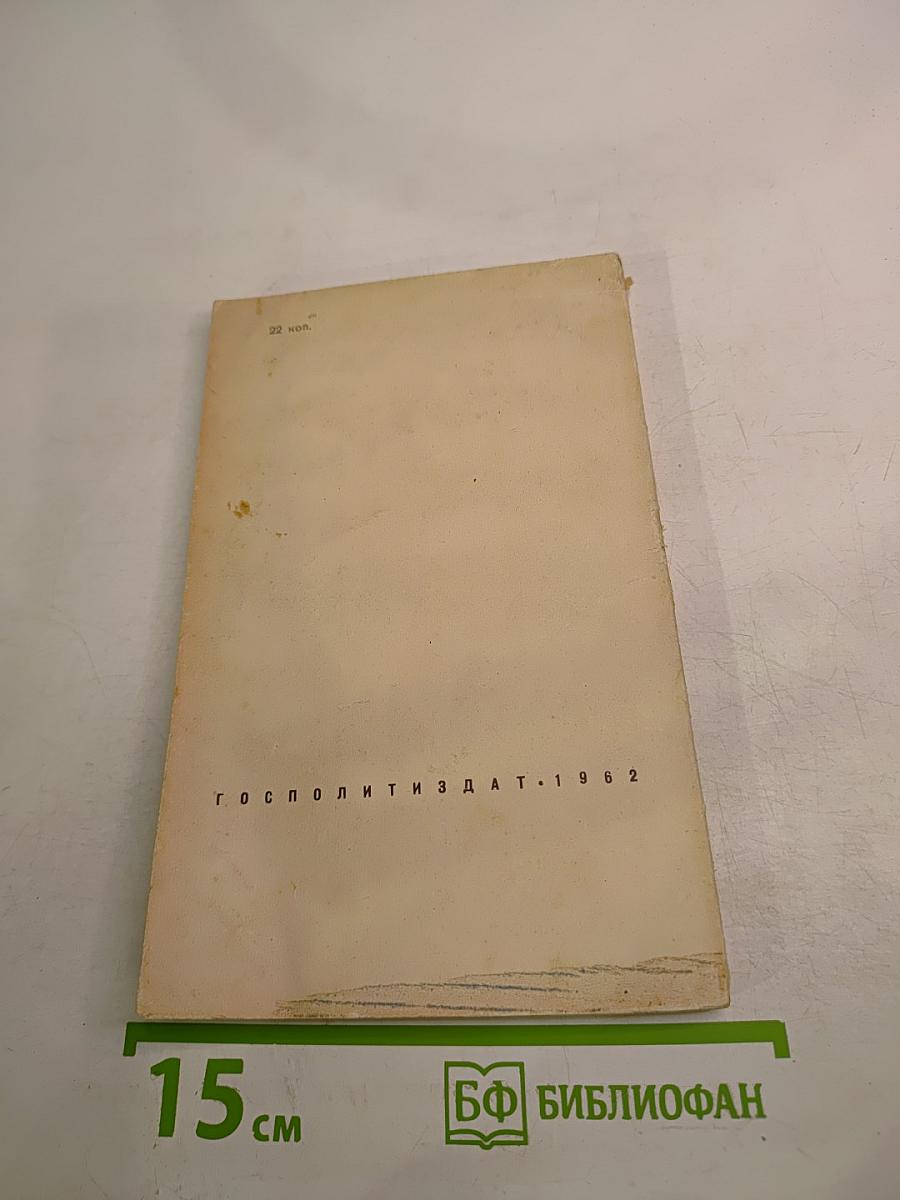 22 коп.
ГОСПОЛИТИЗДАТ • 1962
15 см
БФ БИБЛИОФАН